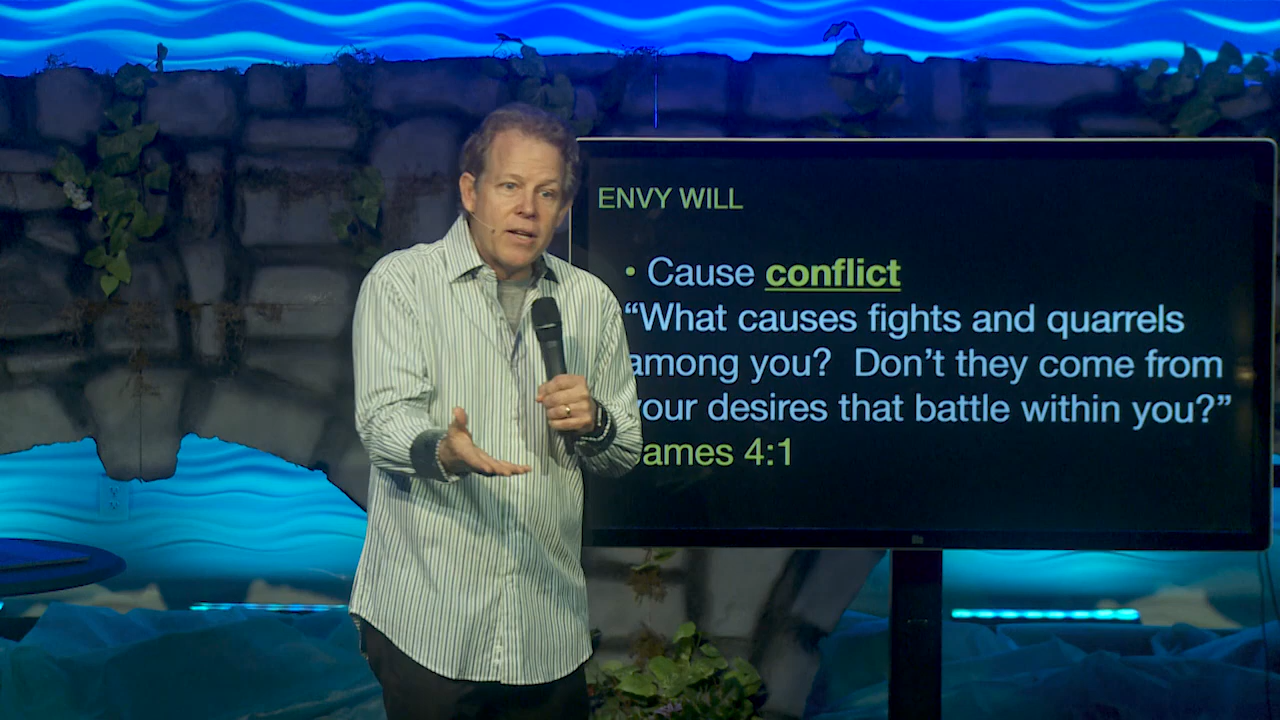 ENVY WILL
• Cause conflict
“What causes fights and quarrels
among you?  Don’t they come from
your desires that battle within you?”
James 4:1